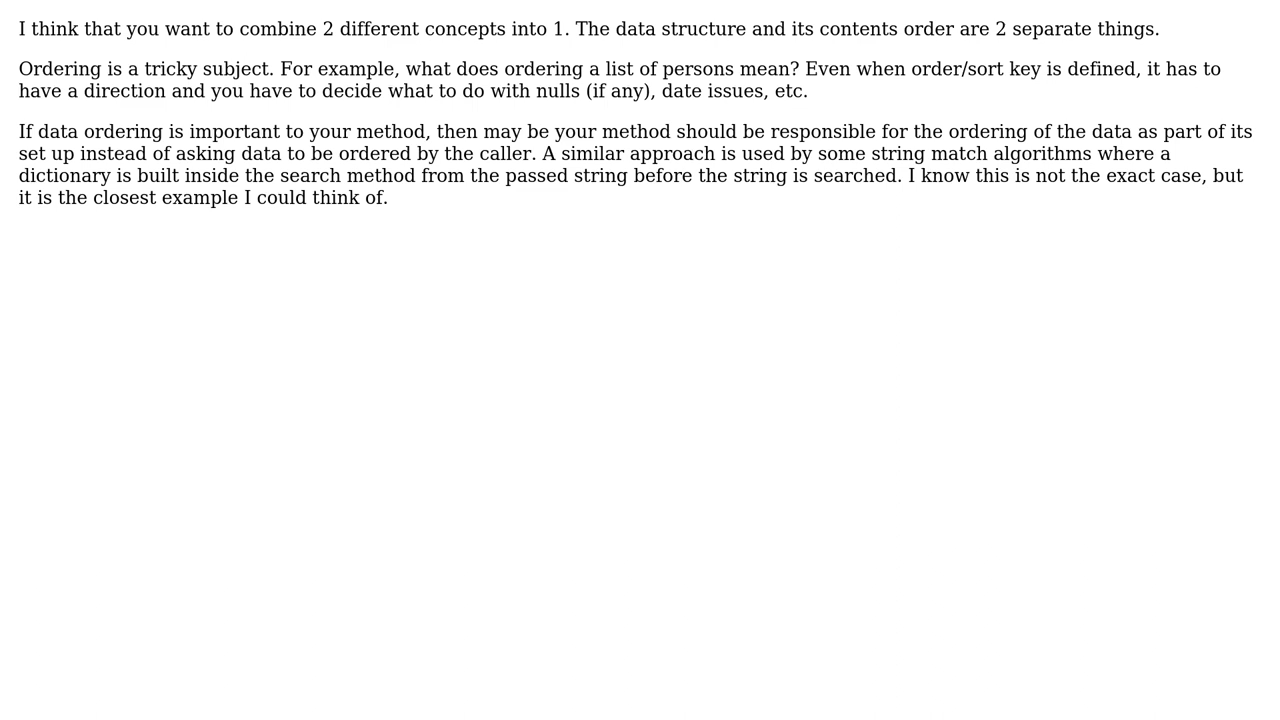 I think that you want to combine 2 different concepts into 1. The data structure and its contents order are 2 separate things.
Ordering is a tricky subject. For example, what does ordering a list of persons mean? Even when order/sort key is defined, it has to
have a direction and you have to decide what to do with nulls (if any), date issues, etc.
If data ordering is important to your method, then may be your method should be responsible for the ordering of the data as part of its
set up instead of asking data to be ordered by the caller. A similar approach is used by some string match algorithms where a
dictionary is built inside the search method from the passed string before the string is searched. I know this is not the exact case, but
it is the closest example I could think of.